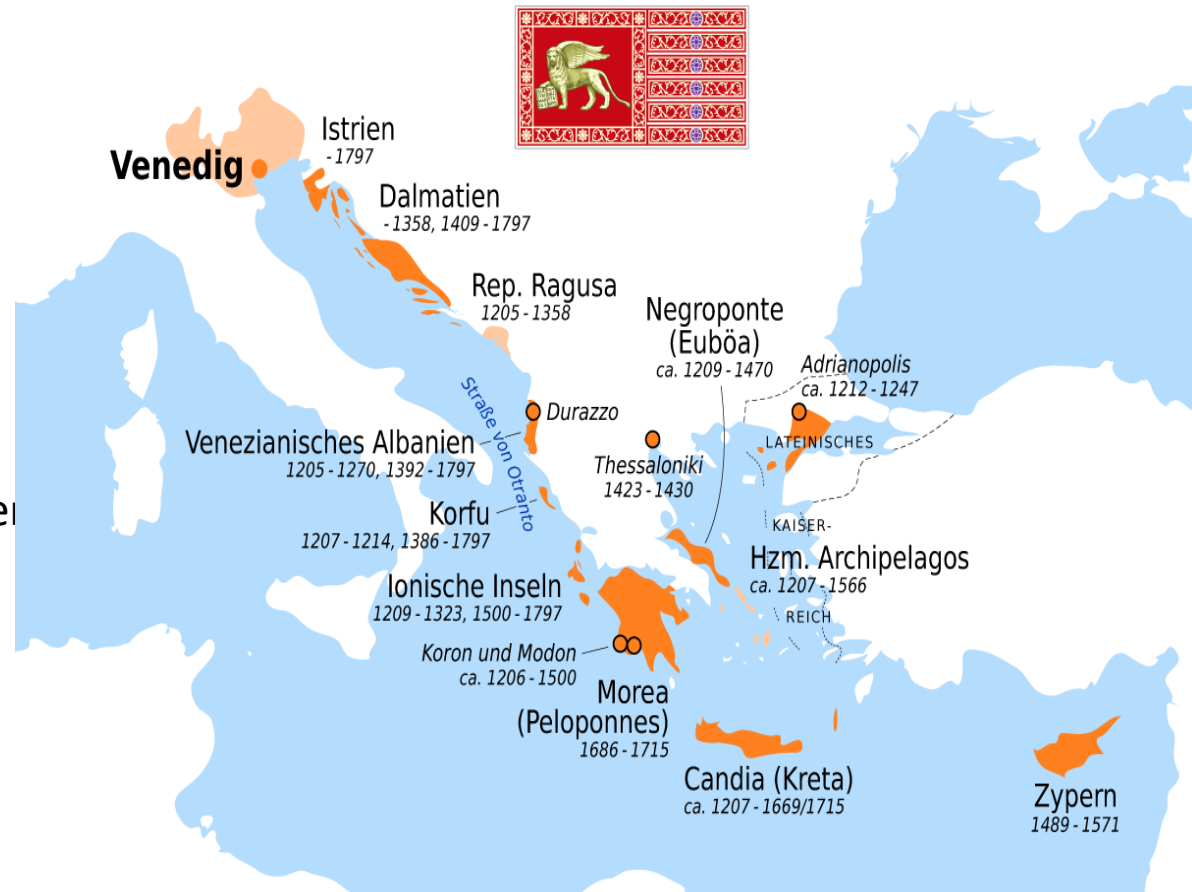 Istrien
- 1797
Venedig
Dalmatien
- 1358, 1409 - 1797
Rep. Ragusa
1205 - 1358
Negroponte
(Euböa)
ca. 1209 - 1470
Adrianopolis
ca. 1212 - 1247
Straße von Otranto
Durazzo
Venezianisches Albanien
1205 - 1270, 1392 - 1797
LATEINISCHES
Thessaloniki
1423 - 1430
Korfu
1207 - 1214, 1386 - 1797
KAISER-
Hzm. Archipelagos
ca. 1207 - 1566
Ionische Inseln
1209 - 1323, 1500 - 1797
REICH
Koron und Modon
ca. 1206 - 1500
Morea
(Peloponnes)
1686 - 1715
Candia (Kreta)
ca. 1207 - 1669/1715
Zypern
1489 - 1571